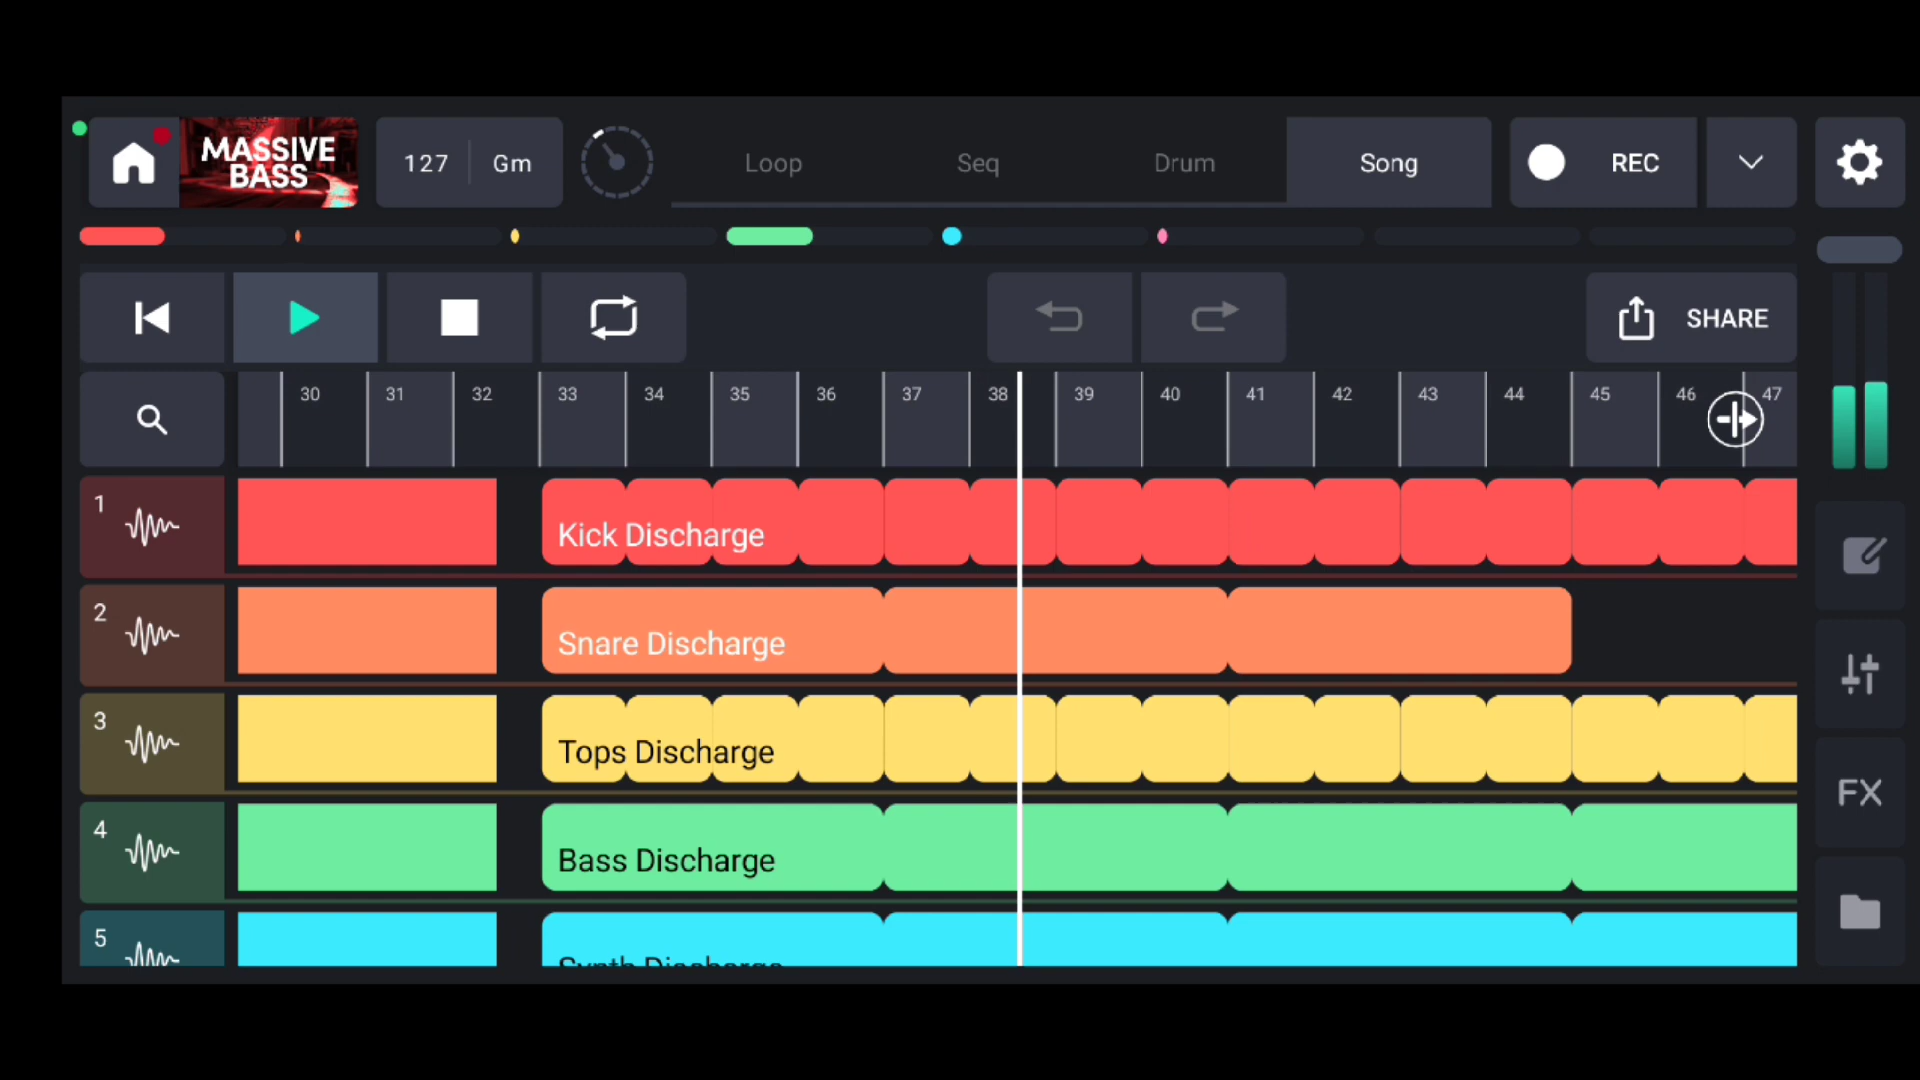 MASSIVE
BASS
127 Gm
Loop Seq Drum Song REC
SHARE
30 31 32 33 34 35 36 37 38 39 40 41 42 43 44 45 46 47
1 Kick Discharge
2 Snare Discharge
3 Tops Discharge
FX
4 Bass Discharge
5 Synth Discharge